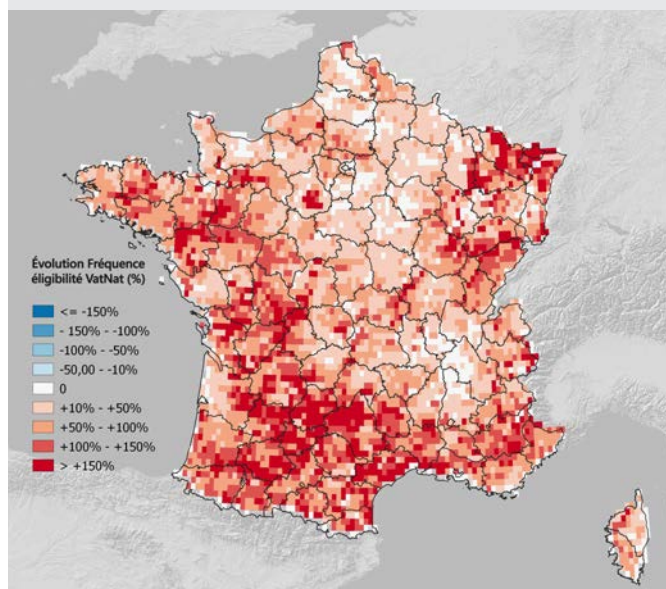 Évolution Fréquence
éligibilité VatNat (%)
<= -150%
- 150% - -100%
-100% - -50%
-50,00 - -10%
0
+10% - +50%
+50% - +100%
+100% - +150%
> +150%